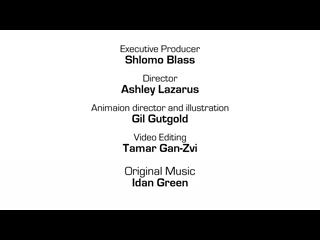 Executive Producer
Shlomo Blass
Director
Ashley Lazarus
Animaion director and illustration
Gil Gutgold
Video Editing
Tamar Gan-Zvi
Original Music
Idan Green